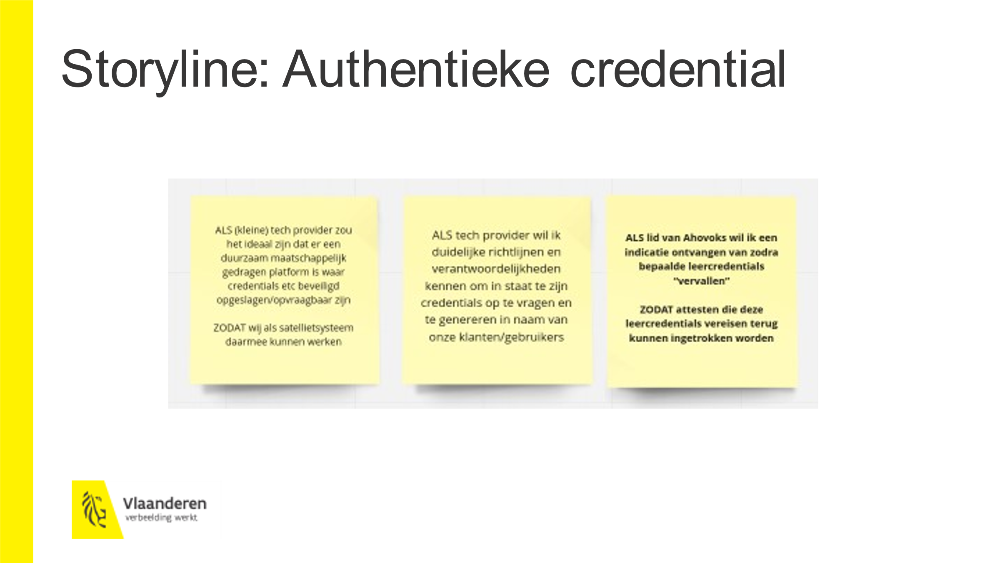 Storyline: Authentieke credential
ALS (kleine) tech provider zou
het ideaal zijn dat er een
duurzaam maatschappelijk
gedragen platform is waar
credentials etc beveiligd
opgeslagen/opvraagbaar zijn
ZODAT wij als satellietsysteem
daarmee kunnen werken
ALS tech provider wil ik
duidelijke richtlijnen en
verantwoordelijkheden
kennen om in staat te zijn
credentials op te vragen en
te genereren in naam van
onze klanten/gebruikers
ALS lid van Ahovoks wil ik een
indicatie ontvangen van zodra
bepaalde leercredentials
"vervallen"
ZODAT attesten die deze
leercredentials vereisen terug
kunnen ingetrokken worden
Vlaanderen
verbeelding werkt